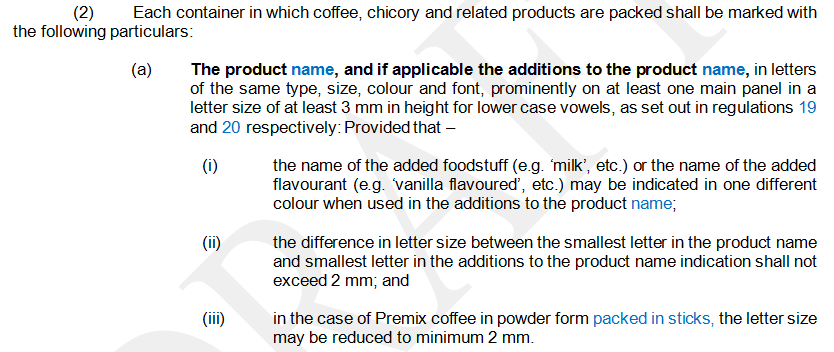 (2) Each container in which coffee, chicory and related products are packed shall be marked with
the following particulars:
(a) The product name, and if applicable the additions to the product name, in letters
of the same type, size, colour and font, prominently on at least one main panel in a
letter size of at least 3 mm in height for lower case vowels, as set out in regulations 19
and 20 respectively: Provided that –
(i) the name of the added foodstuff (e.g. ‘milk’, etc.) or the name of the added
flavourant (e.g. ‘vanilla flavoured’, etc.) may be indicated in one different
colour when used in the additions to the product name;
(ii) the difference in letter size between the smallest letter in the product name
and smallest letter in the additions to the product name indication shall not
exceed 2 mm; and
(iii) in the case of Premix coffee in powder form packed in sticks, the letter size
may be reduced to minimum 2 mm.
DRAFT